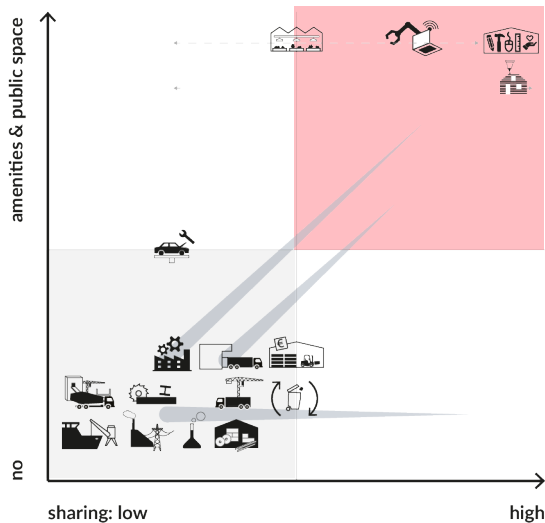 amenities & public space
€
no
sharing: low
high